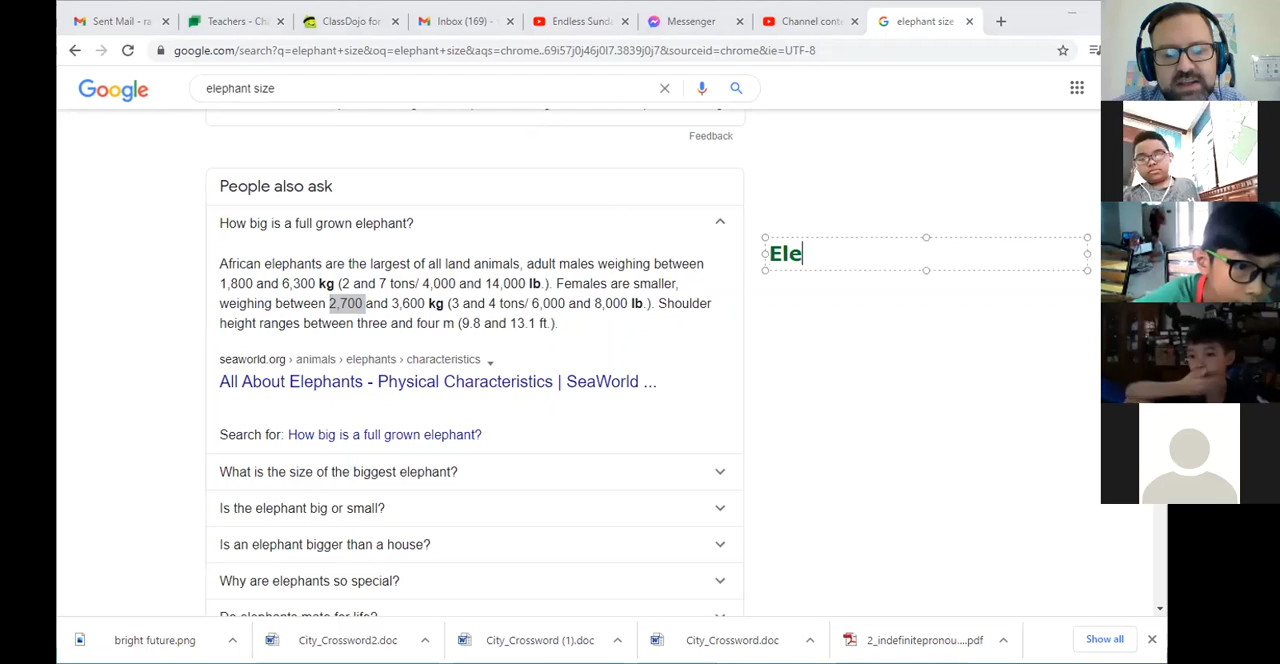 Sent Mail - ra
Teachers - Cha
ClassDojo for
Inbox (169) -
Endless Sunda
Messenger
Channel conte
elephant size
google.com/search?q=elephant+size&oq=elephant+size&aqs=chrome..69i57j0j46j0l7.3839j0j7&sourceid=chrome&ie=UTF-8
Google
elephant size
Feedback
People also ask
How big is a full grown elephant?
African elephants are the largest of all land animals, adult males weighing between
1,800 and 6,300 kg (2 and 7 tons/ 4,000 and 14,000 lb.). Females are smaller,
weighing between 2,700 and 3,600 kg (3 and 4 tons/ 6,000 and 8,000 lb.). Shoulder
height ranges between three and four m (9.8 and 13.1 ft.).
seaworld.org › animals › elephants › characteristics
All About Elephants - Physical Characteristics | SeaWorld ...
Search for: How big is a full grown elephant?
What is the size of the biggest elephant?
Is the elephant big or small?
Is an elephant bigger than a house?
Why are elephants so special?
Do elephants mate for life?
Ele
bright future.png
City_Crossword2.doc
City_Crossword (1).doc
City_Crossword.doc
2_indefinitepronou....pdf
Show all